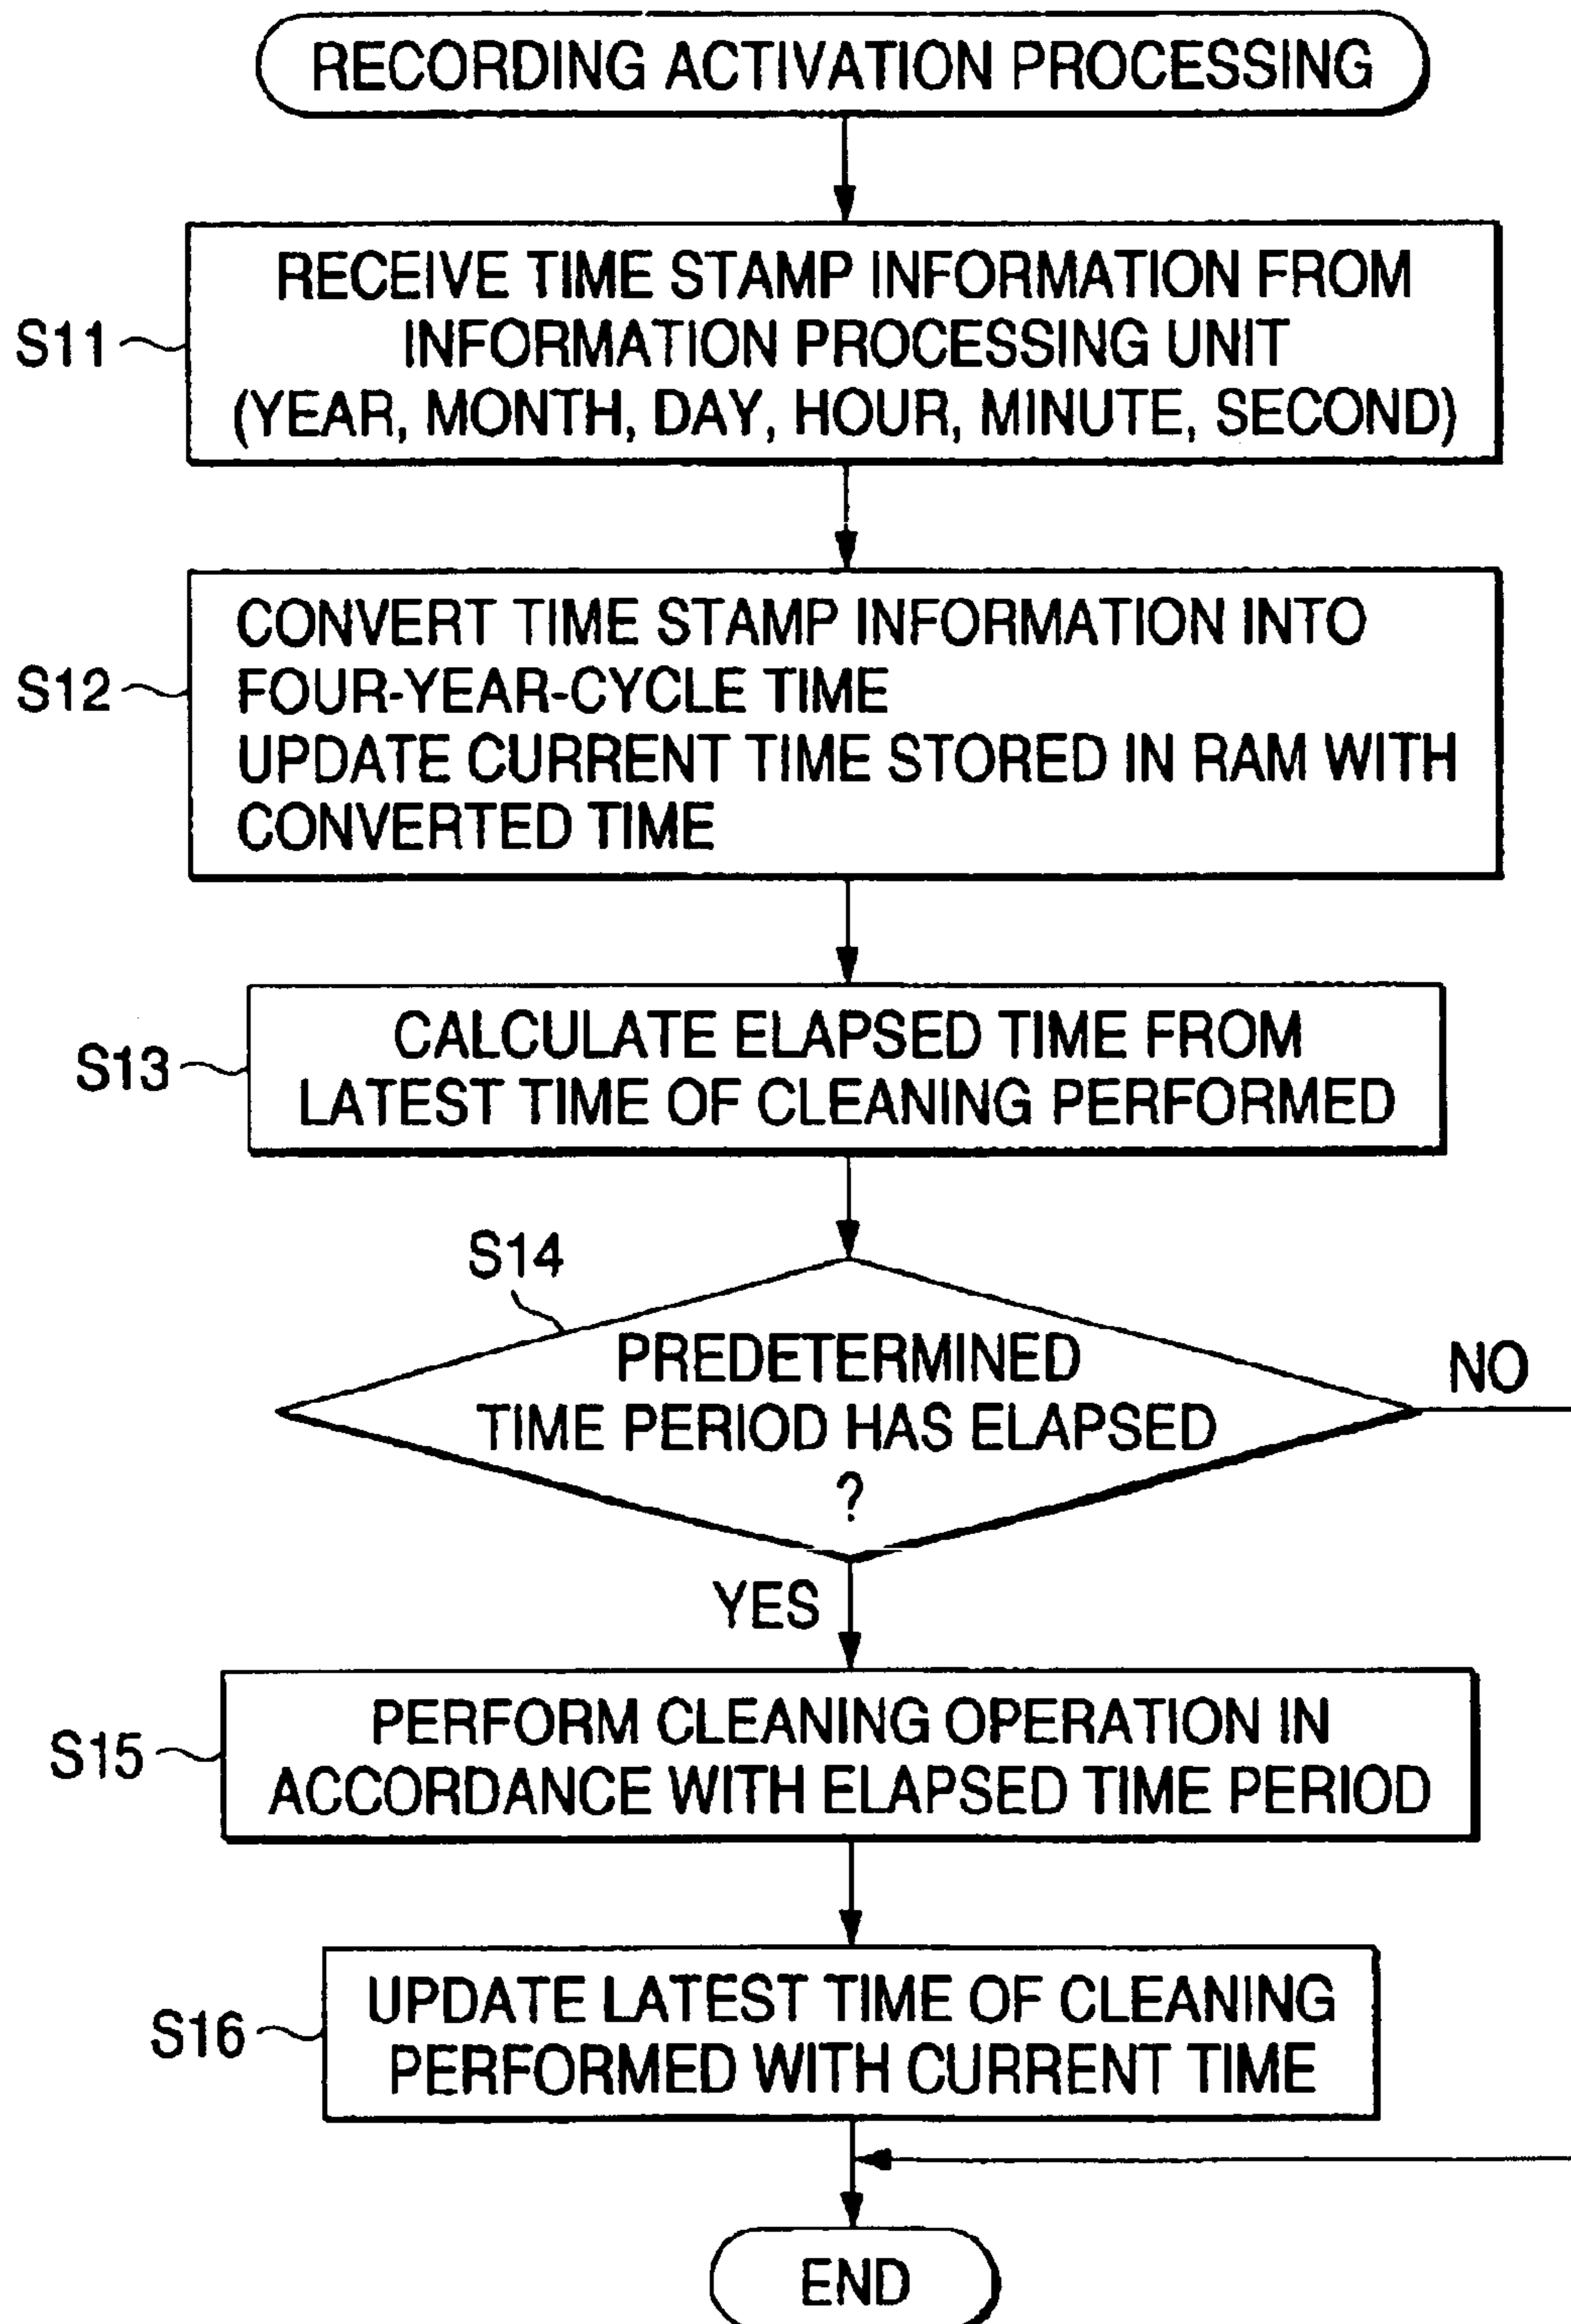 RECORDING ACTIVATION PROCESSING
RECEIVE TIME STAMP INFORMATION FROM
INFORMATION PROCESSING UNIT
(YEAR, MONTH, DAY, HOUR, MINUTE, SECOND)
S11
CONVERT TIME STAMP INFORMATION INTO
FOUR-YEAR-CYCLE TIME
UPDATE CURRENT TIME STORED IN RAM WITH
CONVERTED TIME
S12
CALCULATE ELAPSED TIME FROM
LATEST TIME OF CLEANING PERFORMED
S13
S14
PREDETERMINED
TIME PERIOD HAS ELAPSED
?
NO
YES
PERFORM CLEANING OPERATION IN
ACCORDANCE WITH ELAPSED TIME PERIOD
S15
UPDATE LATEST TIME OF CLEANING
PERFORMED WITH CURRENT TIME
S16
END